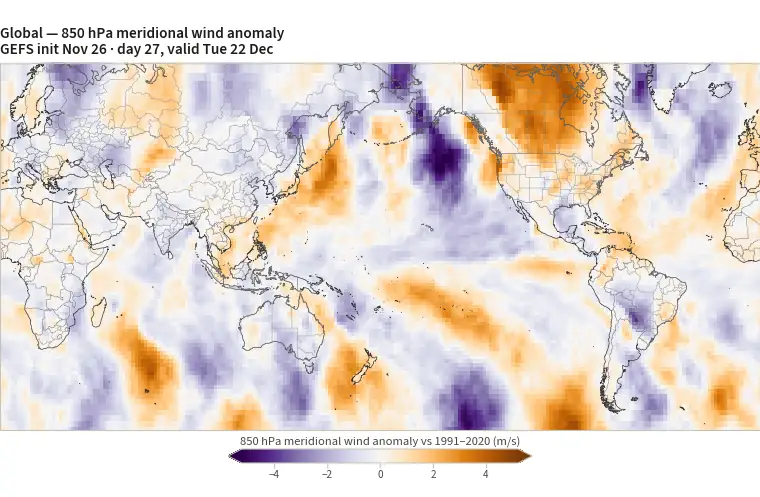 Global — 850 hPa meridional wind anomaly
GEFS init Nov 26 · day 27, valid Tue 22 Dec
850 hPa meridional wind anomaly vs 1991–2020 (m/s)
−4 −2 0 2 4